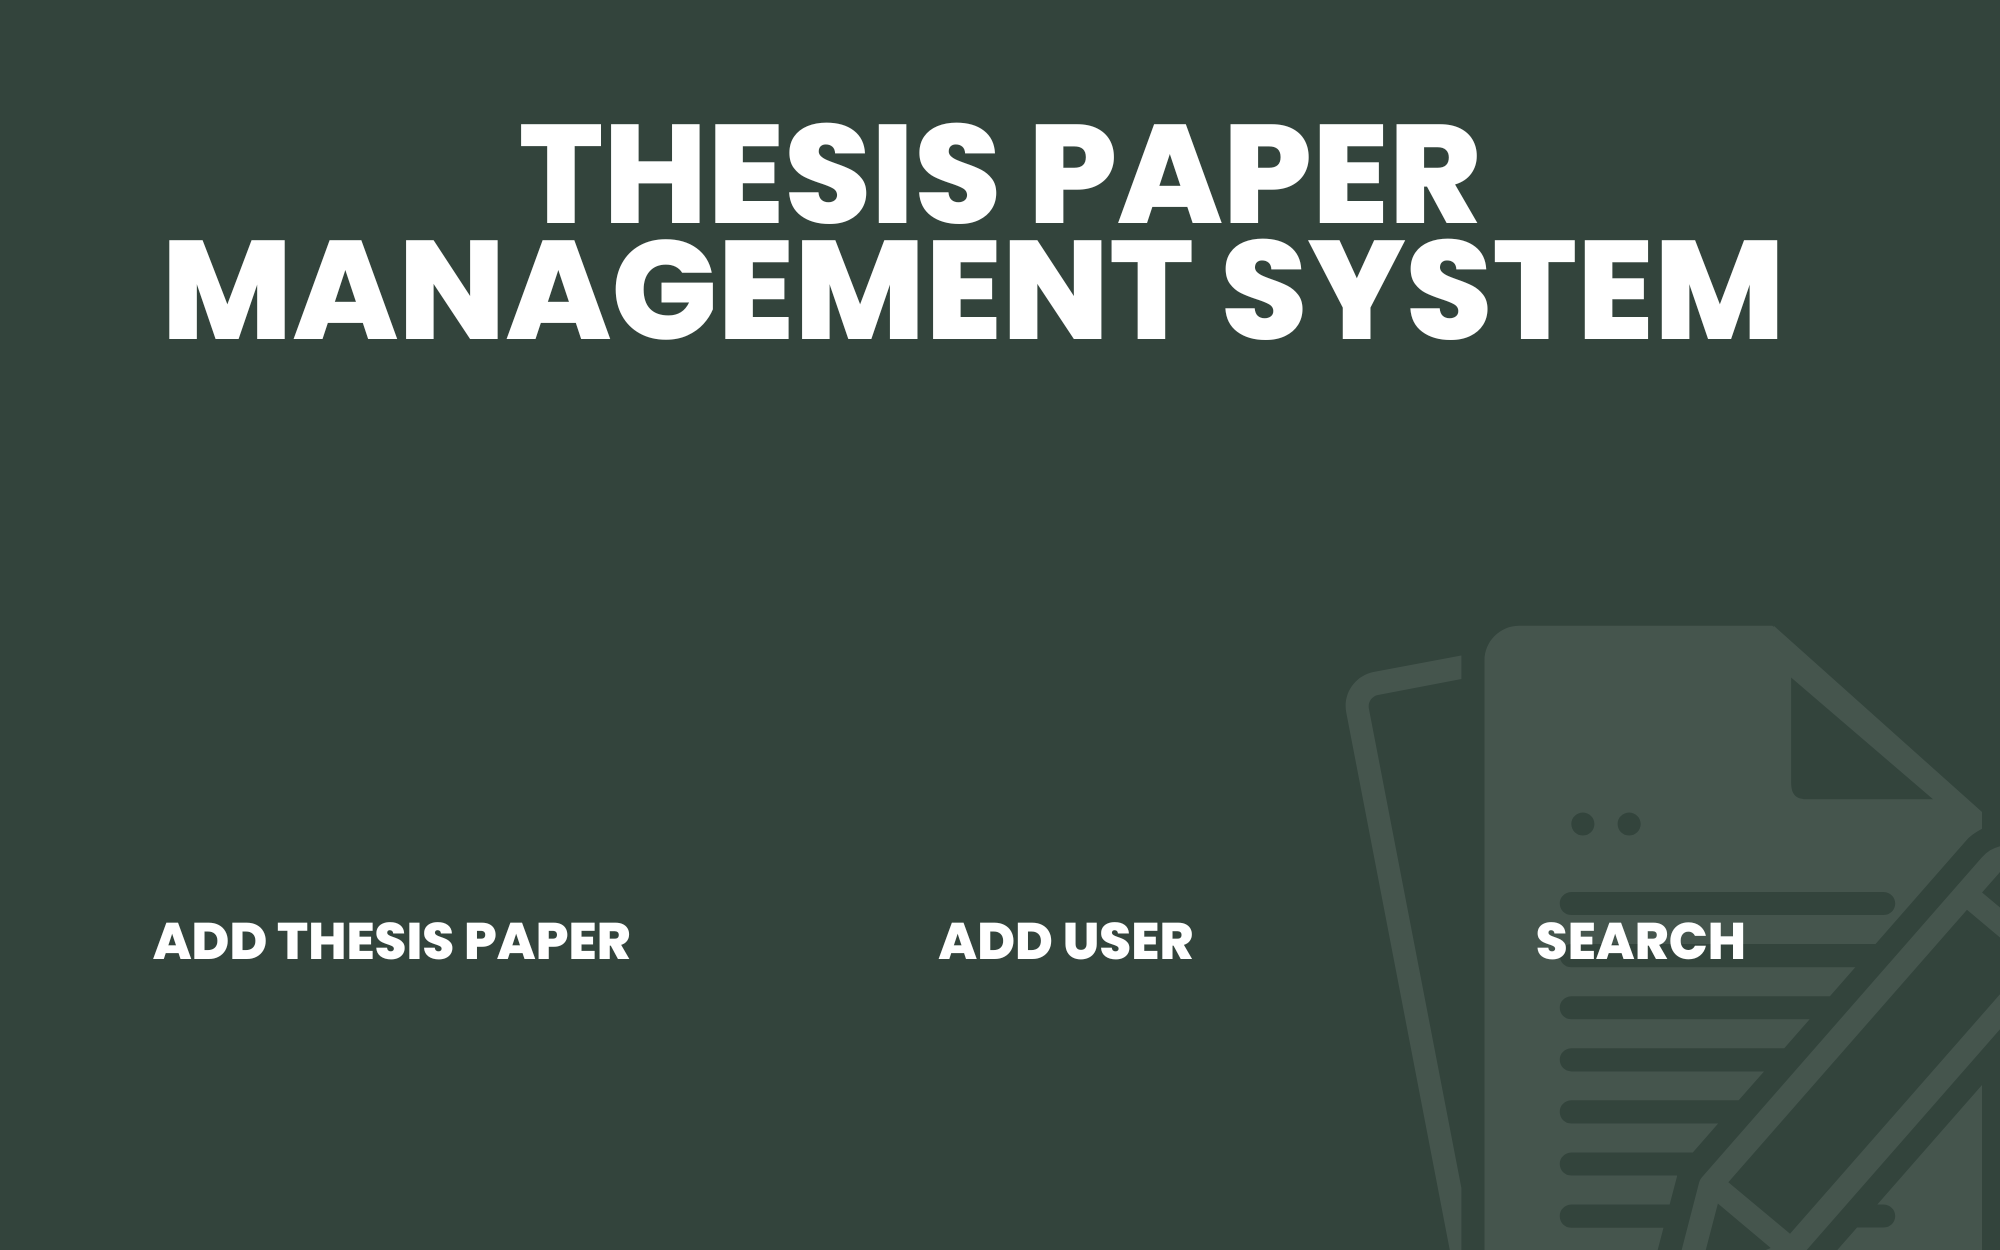 THESIS PAPER
MANAGEMENT SYSTEM
ADD THESIS PAPER
ADD USER
SEARCH